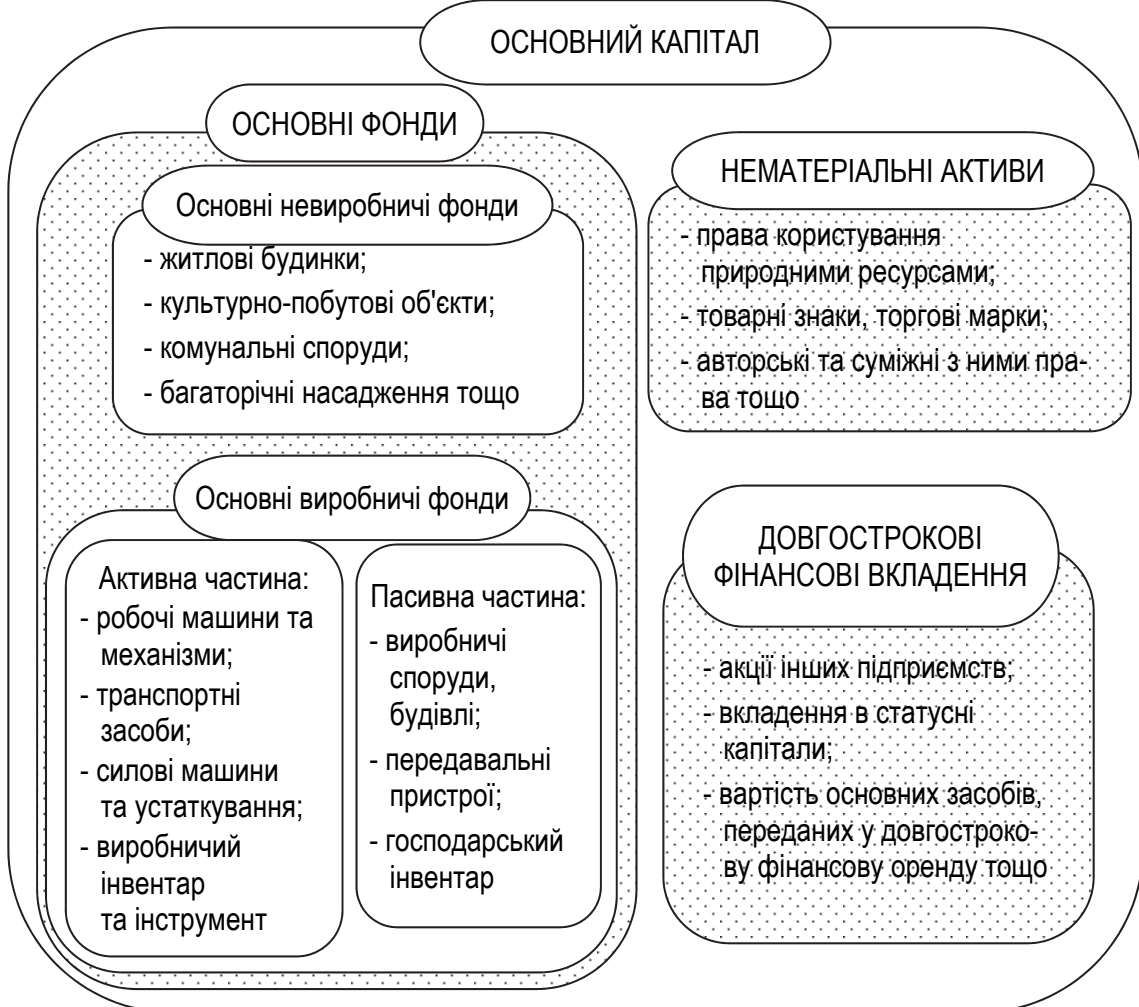 ОСНОВНИЙ КАПІТАЛ
ОСНОВНІ ФОНДИ
Основні невиробничі фонди
- житлові будинки;
- культурно-побутові об'єкти;
- комунальні споруди;
- багаторічні насадження тощо
Основні виробничі фонди
Активна частина:
- робочі машини та
механізми;
- транспортні
засоби;
- силові машини
та устаткування;
- виробничий
інвентар
та інструмент
Пасивна частина:
- виробничі
споруди,
будівлі;
- передавальні
пристрої;
- господарський
інвентар
НЕМАТЕРІАЛЬНІ АКТИВИ
- права користування
природними ресурсами;
- товарні знаки, торгові марки;
- авторські та суміжні з ними пра-
ва тощо
ДОВГОСТРОКОВІ
ФІНАНСОВІ ВКЛАДЕННЯ
- акції інших підприємств;
- вкладення в статусні
капітали;
- вартість основних засобів,
переданих у довгостроко-
ву фінансову оренду тощо